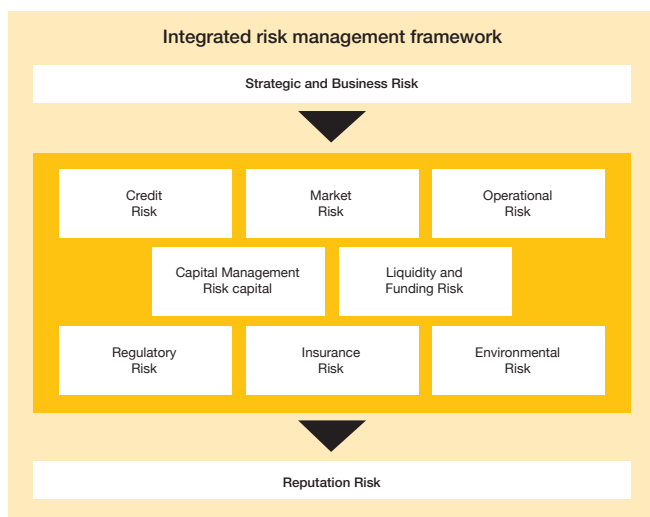 Integrated risk management framework
Strategic and Business Risk
Credit
Risk
Market
Risk
Operational
Risk
Capital Management
Risk capital
Liquidity and
Funding Risk
Regulatory
Risk
Insurance
Risk
Environmental
Risk
Reputation Risk